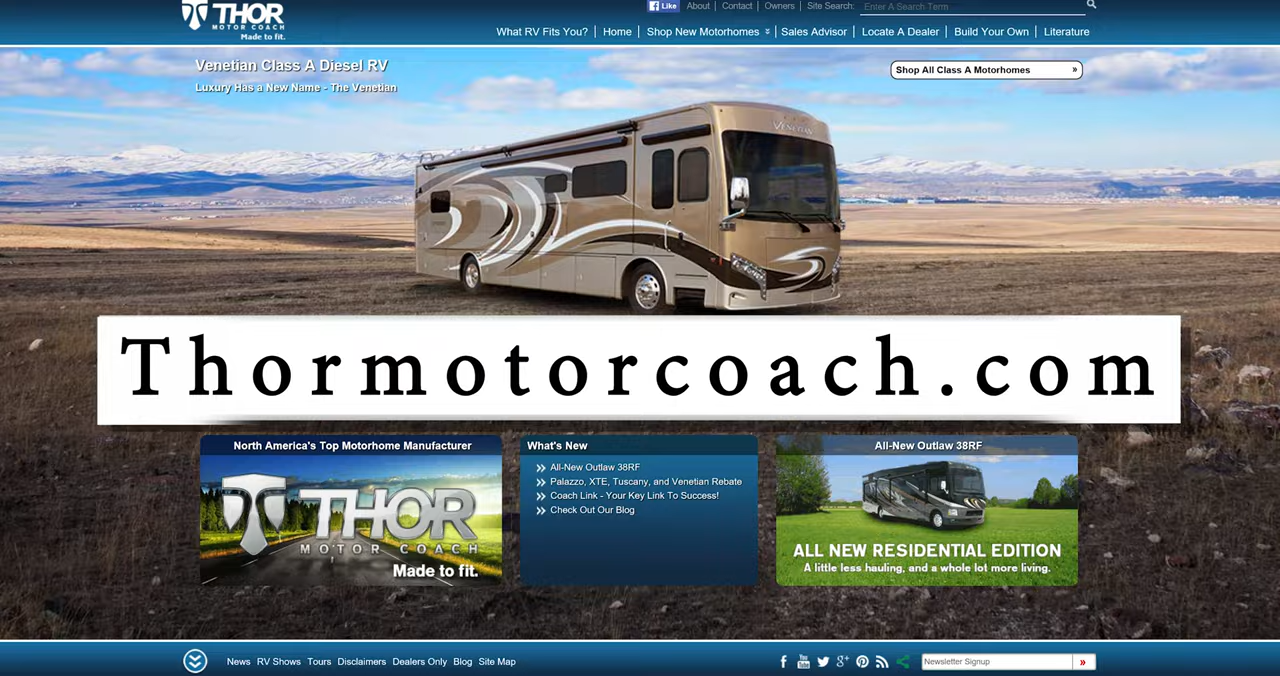 THOR
MOTOR COACH
Made to fit.
Like About Contact Owners Site Search: Enter A Search Term
What RV Fits You? Home Shop New Motorhomes Sales Advisor Locate A Dealer Build Your Own Literature
Venetian Class A Diesel RV
Luxury Has a New Name - The Venetian
Shop All Class A Motorhomes »
VENETIAN
Thormotorcoach.com
North America's Top Motorhome Manufacturer
THOR
MOTOR COACH
Made to fit.
What's New
All-New Outlaw 38RF
Palazzo, XTE, Tuscany, and Venetian Rebate
Coach Link - Your Key Link To Success!
Check Out Our Blog
All-New Outlaw 38RF
ALL NEW RESIDENTIAL EDITION
A little less hauling, and a whole lot more living.
News RV Shows Tours Disclaimers Dealers Only Blog Site Map
Newsletter Signup »